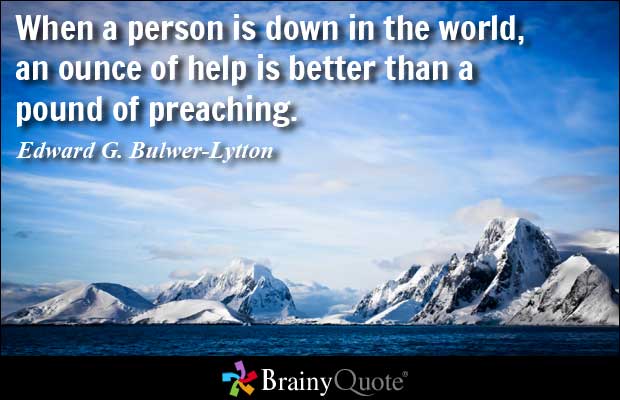 When a person is down in the world,
an ounce of help is better than a
pound of preaching.
Edward G. Bulwer-Lytton
BrainyQuote®